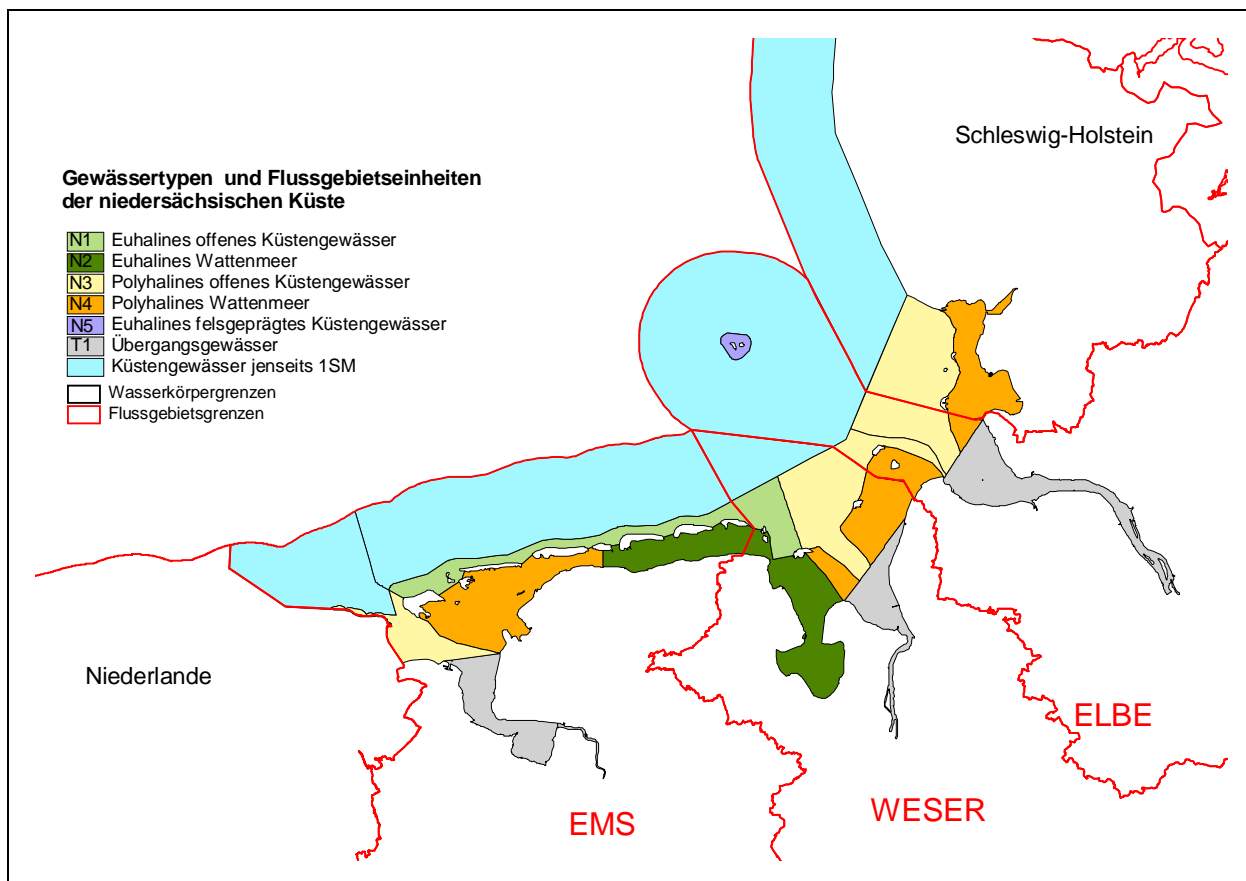 Schleswig-Holstein
Gewässertypen und Flussgebietseinheiten
der niedersächsischen Küste
N1 Euhalines offenes Küstengewässer
N2 Euhalines Wattenmeer
N3 Polyhalines offenes Küstengewässer
N4 Polyhalines Wattenmeer
N5 Euhalines felsgeprägtes Küstengewässer
T1 Übergangsgewässer
Küstengewässer jenseits 1SM
Wasserkörpergrenzen
Flussgebietsgrenzen
Niederlande
ELBE
WESER
EMS